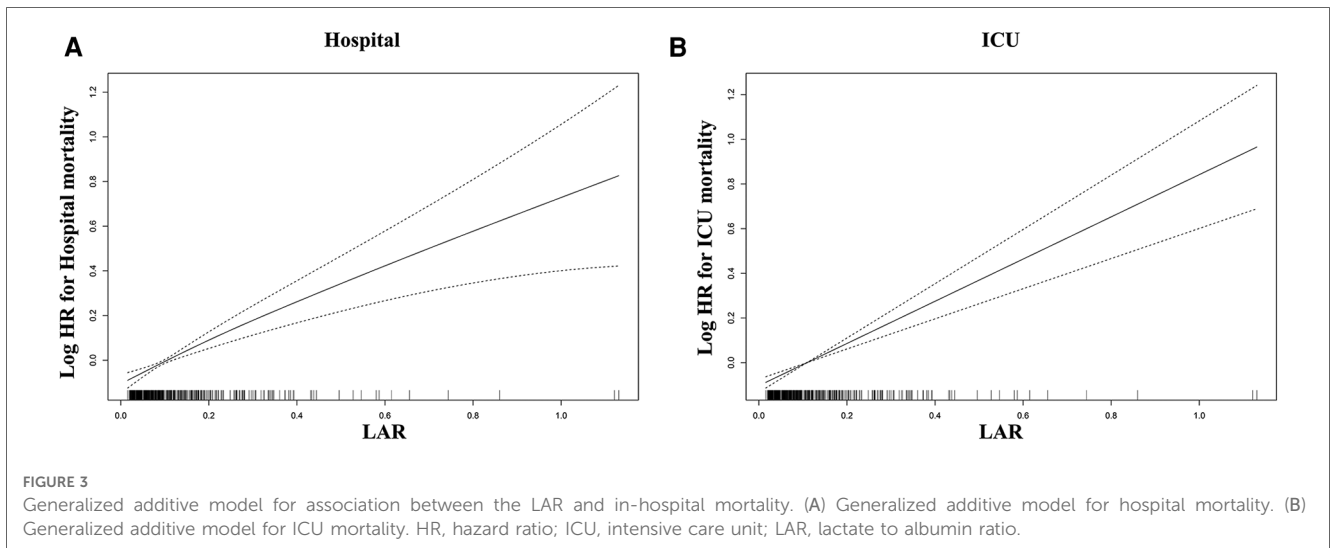 A
Hospital
Log HR for Hospital mortality
1.2
1.0
0.8
0.6
0.4
0.2
0.0
0.0 0.2 0.4 0.6 0.8 1.0
LAR
B
ICU
Log HR for ICU mortality
1.2
1.0
0.8
0.6
0.4
0.2
0.0
0.0 0.2 0.4 0.6 0.8 1.0
LAR
FIGURE 3
Generalized additive model for association between the LAR and in-hospital mortality. (A) Generalized additive model for hospital mortality. (B)
Generalized additive model for ICU mortality. HR, hazard ratio; ICU, intensive care unit; LAR, lactate to albumin ratio.